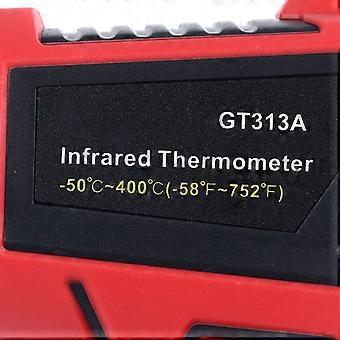 GT313A
Infrared Thermometer
-50°C~400°C(-58°F~752°F)